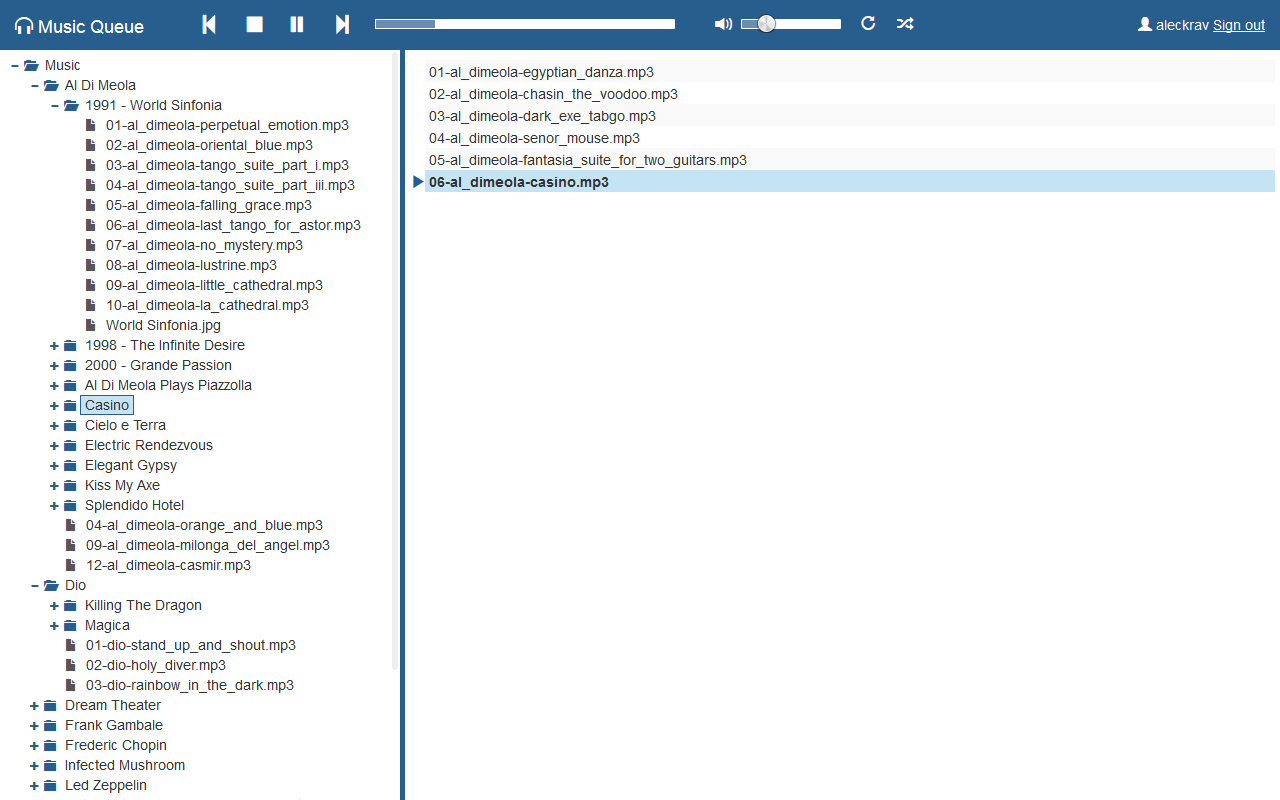 Music Queue
aleckrav Sign out
Music
Al Di Meola
1991 - World Sinfonia
01-al_dimeola-perpetual_emotion.mp3
02-al_dimeola-oriental_blue.mp3
03-al_dimeola-tango_suite_part_i.mp3
04-al_dimeola-tango_suite_part_iii.mp3
05-al_dimeola-falling_grace.mp3
06-al_dimeola-last_tango_for_astor.mp3
07-al_dimeola-no_mystery.mp3
08-al_dimeola-lustrine.mp3
09-al_dimeola-little_cathedral.mp3
10-al_dimeola-la_cathedral.mp3
World Sinfonia.jpg
1998 - The Infinite Desire
2000 - Grande Passion
Al Di Meola Plays Piazzolla
Casino
Cielo e Terra
Electric Rendezvous
Elegant Gypsy
Kiss My Axe
Splendido Hotel
04-al_dimeola-orange_and_blue.mp3
09-al_dimeola-milonga_del_angel.mp3
12-al_dimeola-casmir.mp3
Dio
Killing The Dragon
Magica
01-dio-stand_up_and_shout.mp3
02-dio-holy_diver.mp3
03-dio-rainbow_in_the_dark.mp3
Dream Theater
Frank Gambale
Frederic Chopin
Infected Mushroom
Led Zeppelin
01-al_dimeola-egyptian_danza.mp3
02-al_dimeola-chasin_the_voodoo.mp3
03-al_dimeola-dark_exe_tabgo.mp3
04-al_dimeola-senor_mouse.mp3
05-al_dimeola-fantasia_suite_for_two_guitars.mp3
06-al_dimeola-casino.mp3